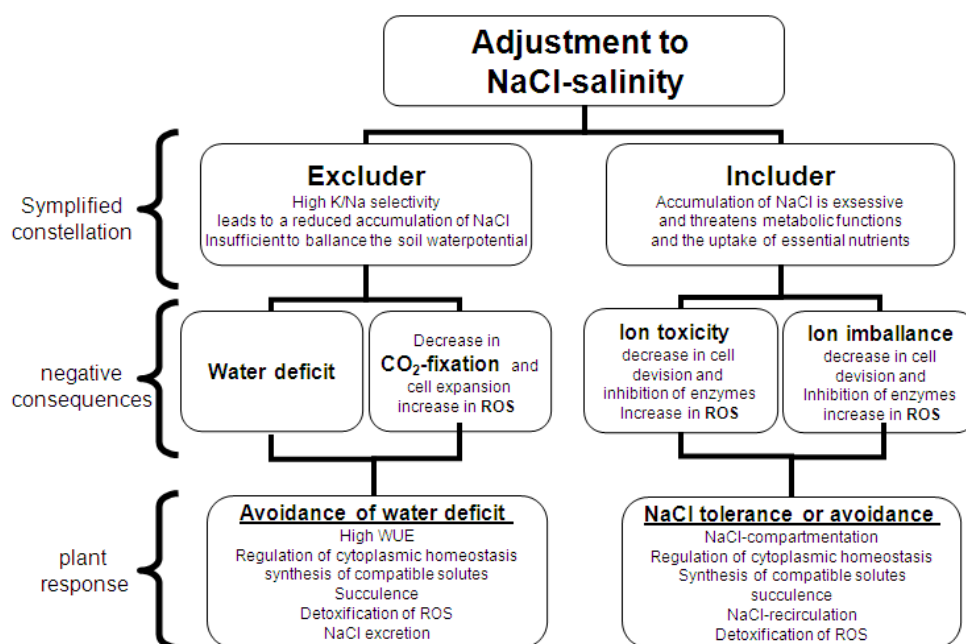 Adjustment to
NaCl-salinity
Symplified
constellation
Excluder
High K/Na selectivity
leads to a reduced accumulation of NaCl
Insufficient to ballance the soil waterpotential
Includer
Accumulation of NaCl is exsessive
and threatens metabolic functions
and the uptake of essential nutrients
negative
consequences
Water deficit
Decrease in
CO₂-fixation and
cell expansion
increase in ROS
Ion toxicity
decrease in cell
devision and
inhibition of enzymes
Increase in ROS
Ion imballance
decrease in cell
devision and
Inhibition of enzymes
increase in ROS
plant
response
Avoidance of water deficit
High WUE
Regulation of cytoplasmic homeostasis
synthesis of compatible solutes
Succulence
Detoxification of ROS
NaCl excretion
NaCl tolerance or avoidance
NaCl-compartmentation
Regulation of cytoplasmic homeostasis
Synthesis of compatible solutes
succulence
NaCl-recirculation
Detoxification of ROS